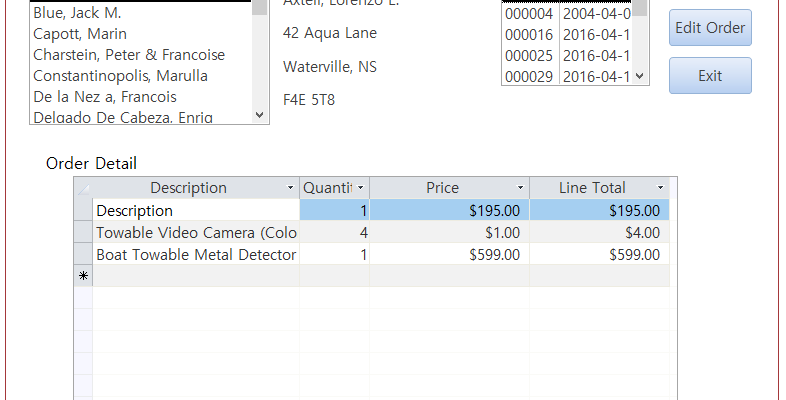 Blue, Jack M.
Capott, Marin
Charstein, Peter & Francoise
Constantinopolis, Marulla
De la Nez a, Francois
Delgado De Cabeza, Enriq
Axtell, Lorenzo E.
42 Aqua Lane
Waterville, NS
F4E 5T8
000004 2004-04-0
000016 2016-04-1
000025 2016-04-1
000029 2016-04-1
Edit Order
Exit
Order Detail
Description Quantit Price Line Total
Description 1 $195.00 $195.00
Towable Video Camera (Colo 4 $1.00 $4.00
Boat Towable Metal Detector 1 $599.00 $599.00
*